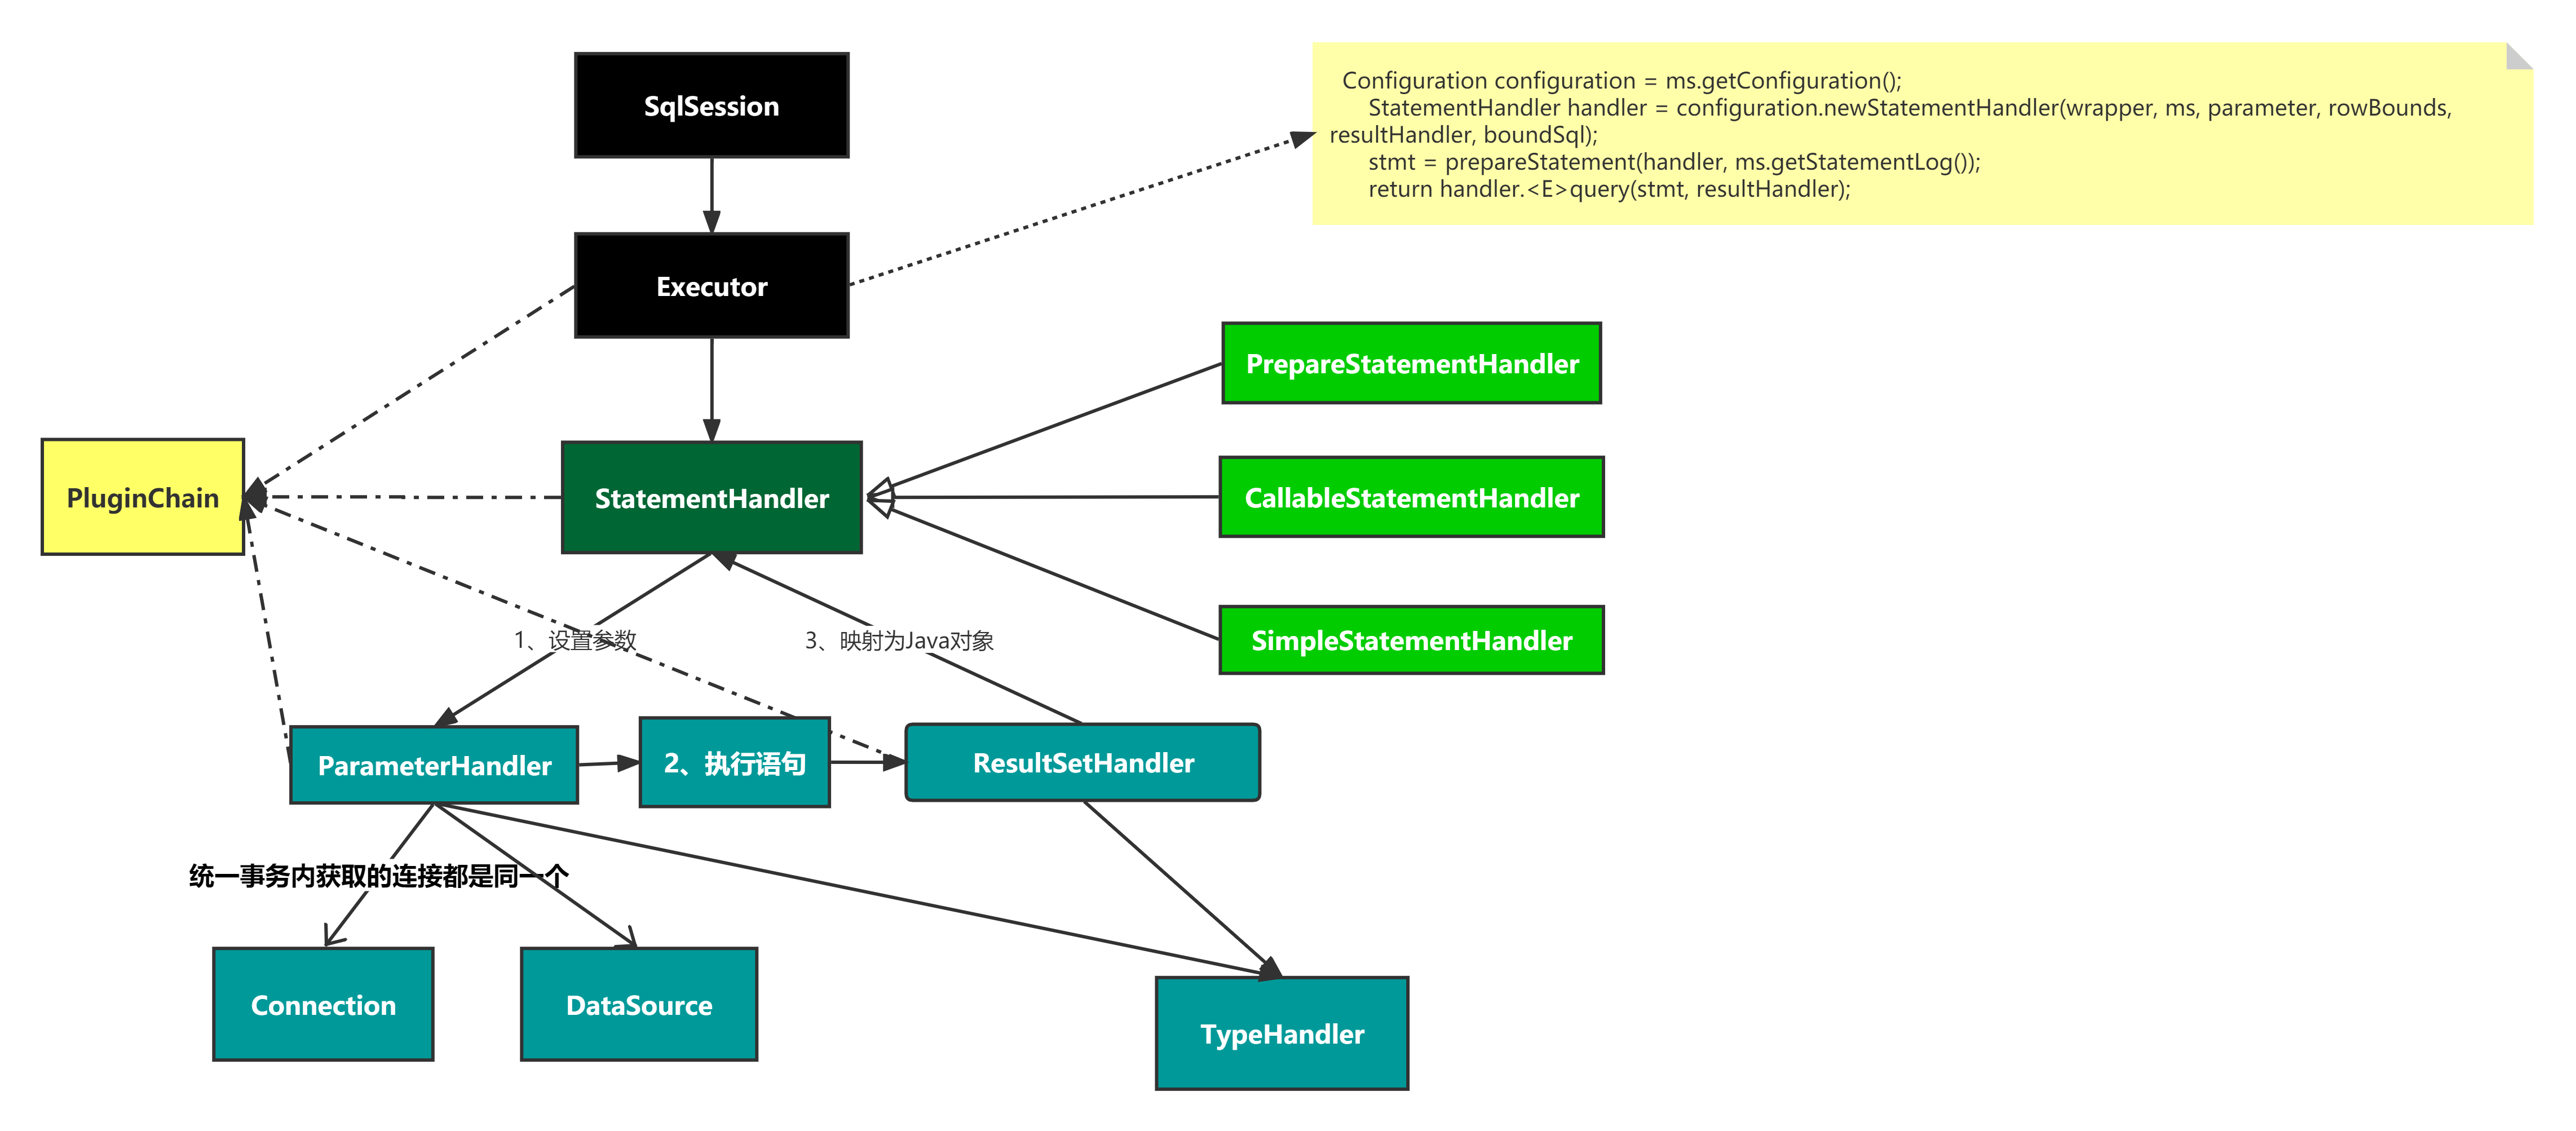 SqlSession
Configuration configuration = ms.getConfiguration();
StatementHandler handler = configuration.newStatementHandler(wrapper, ms, parameter, rowBounds,
resultHandler, boundSql);
stmt = prepareStatement(handler, ms.getStatementLog());
return handler.<E>query(stmt, resultHandler);
Executor
PrepareStatementHandler
PluginChain
StatementHandler
CallableStatementHandler
1、设置参数
3、映射为Java对象
SimpleStatementHandler
ParameterHandler
2、执行语句
ResultSetHandler
统一事务内获取的连接都是同一个
Connection
DataSource
TypeHandler